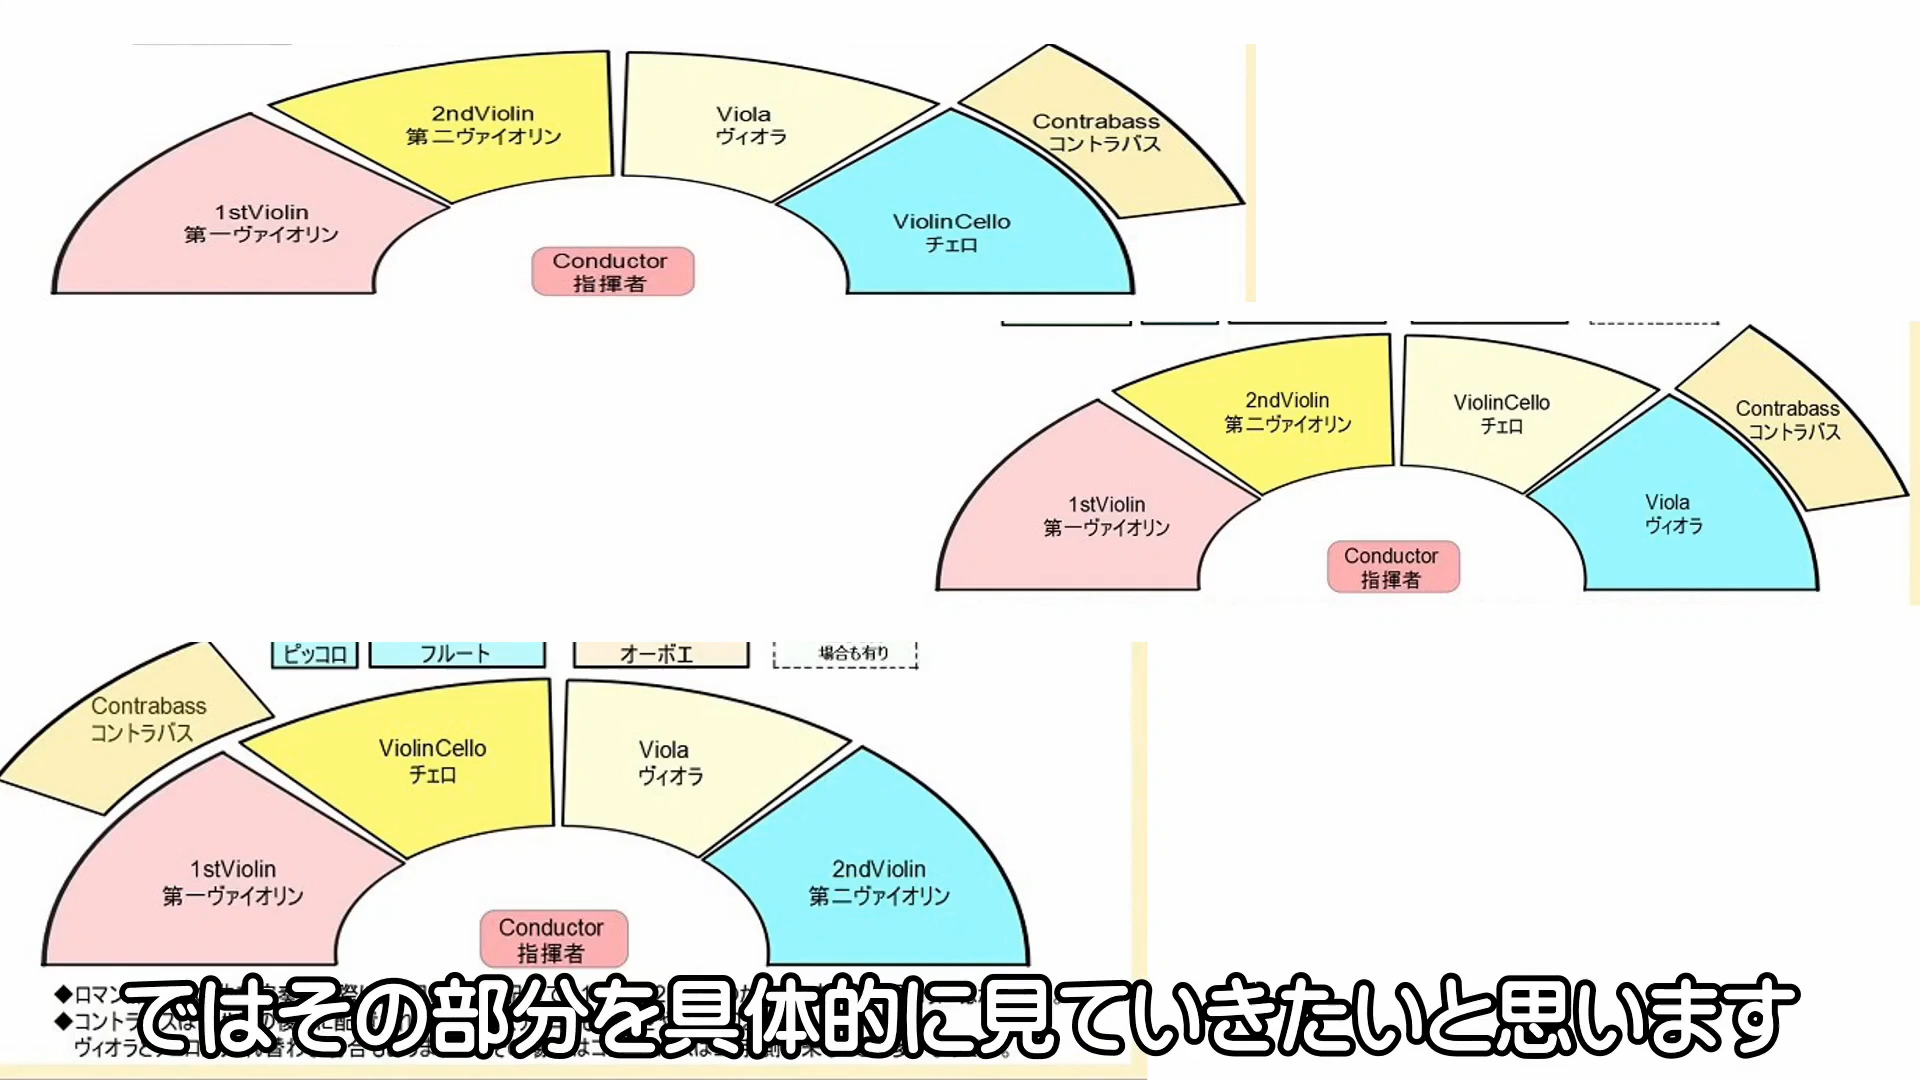 2ndViolin
第二ヴァイオリン
Viola
ヴィオラ
Contrabass
コントラバス
1stViolin
第一ヴァイオリン
ViolinCello
チェロ
Conductor
指揮者
2ndViolin
第二ヴァイオリン
ViolinCello
チェロ
Contrabass
コントラバス
1stViolin
第一ヴァイオリン
Viola
ヴィオラ
Conductor
指揮者
ピッコロ
フルート
オーボエ
場合も有り
Contrabass
コントラバス
ViolinCello
チェロ
Viola
ヴィオラ
1stViolin
第一ヴァイオリン
2ndViolin
第二ヴァイオリン
Conductor
指揮者
ではその部分を具体的に見ていきたいと思います